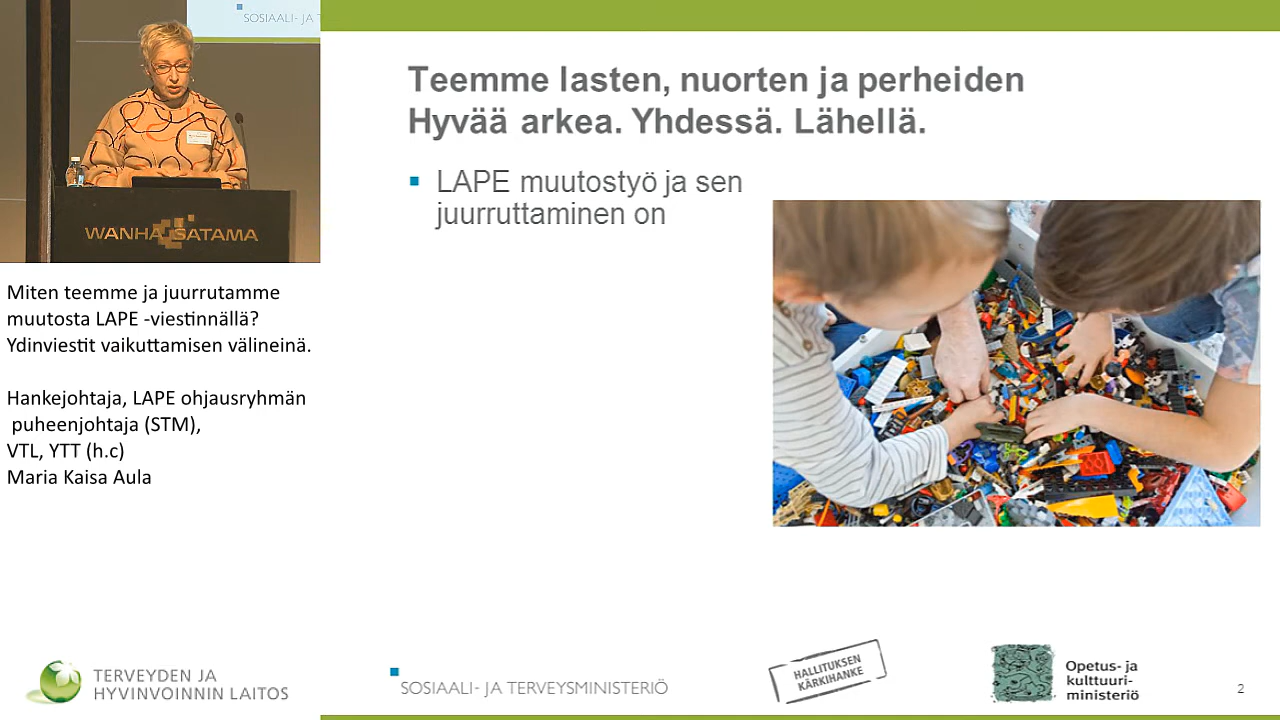 SOSIAALI- JA T
WANHA SATAMA
Miten teemme ja juurrutamme
muutosta LAPE -viestinnällä?
Ydinviestit vaikuttamisen välineinä.
Hankejohtaja, LAPE ohjausryhmän
puheenjohtaja (STM),
VTL, YTT (h.c)
Maria Kaisa Aula
Teemme lasten, nuorten ja perheiden
Hyvää arkea. Yhdessä. Lähellä.
LAPE muutostyö ja sen
juurruttaminen on
TERVEYDEN JA
HYVINVOINNIN LAITOS
SOSIAALI- JA TERVEYSMINISTERIÖ
HALLITUKSEN
KÄRKIHANKE
Opetus- ja
kulttuuri-
ministeriö
2